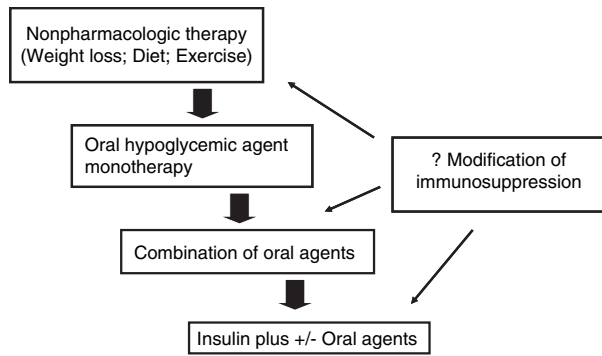 Nonpharmacologic therapy
(Weight loss; Diet; Exercise)
Oral hypoglycemic agent
monotherapy
? Modification of
immunosuppression
Combination of oral agents
Insulin plus +/- Oral agents